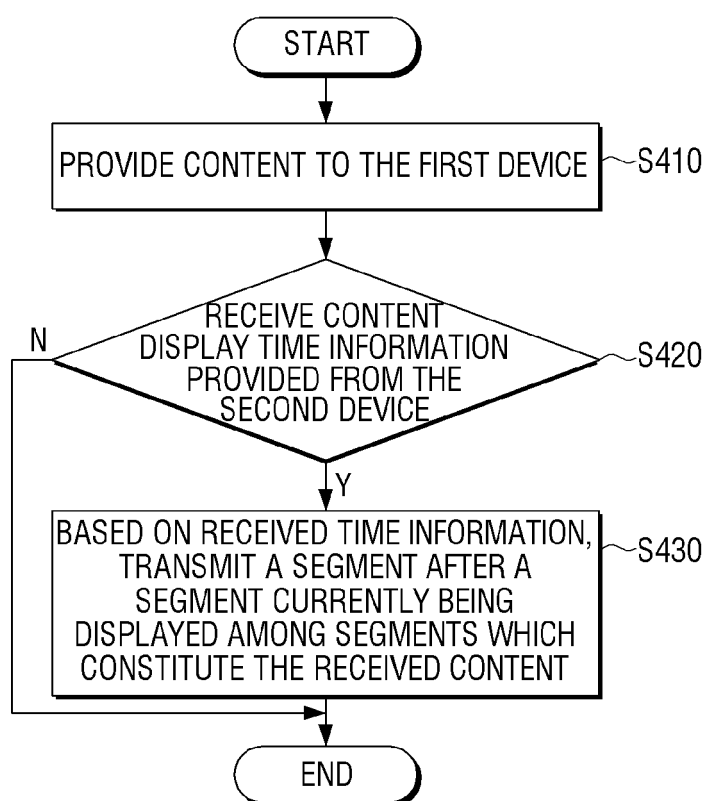 START
PROVIDE CONTENT TO THE FIRST DEVICE
S410
RECEIVE CONTENT
DISPLAY TIME INFORMATION
PROVIDED FROM THE
SECOND DEVICE
S420
N
Y
BASED ON RECEIVED TIME INFORMATION,
TRANSMIT A SEGMENT AFTER A
SEGMENT CURRENTLY BEING
DISPLAYED AMONG SEGMENTS WHICH
CONSTITUTE THE RECEIVED CONTENT
S430
END